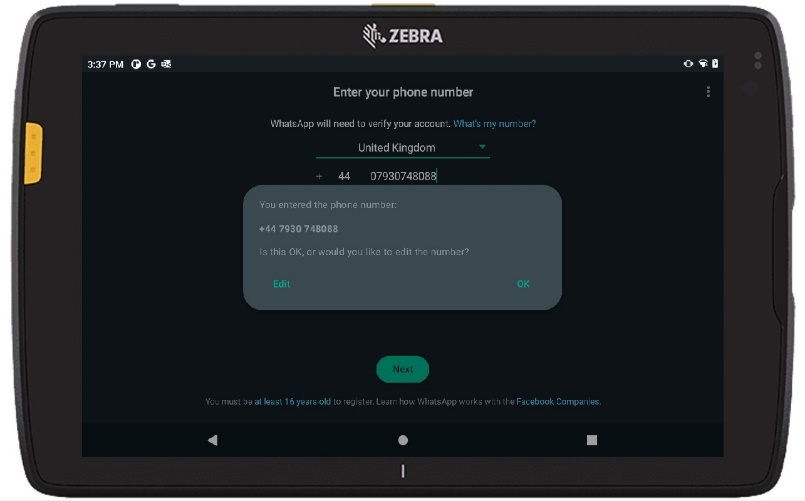 ZEBRA
3:37 PM
Enter your phone number
WhatsApp will need to verify your account. What's my number?
United Kingdom
+ 44 07930748088
You entered the phone number:
+44 7930 748088
Is this OK, or would you like to edit the number?
Edit OK
Next
You must be at least 16 years old to register. Learn how WhatsApp works with the Facebook Companies.